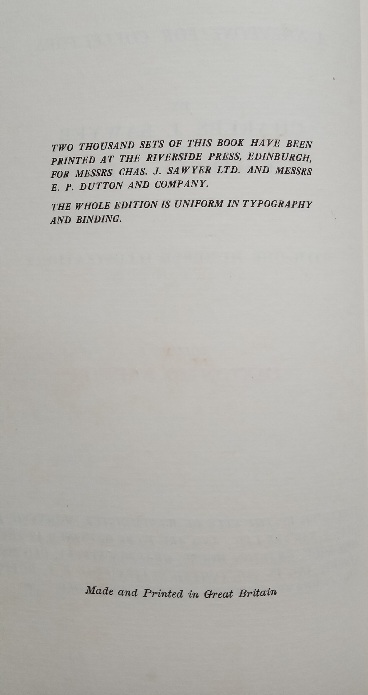 TWO THOUSAND SETS OF THIS BOOK HAVE BEEN
PRINTED AT THE RIVERSIDE PRESS, EDINBURGH,
FOR MESSRS CHAS. J. SAWYER LTD. AND MESSRS
E. P. DUTTON AND COMPANY.
THE WHOLE EDITION IS UNIFORM IN TYPOGRAPHY
AND BINDING.
Made and Printed in Great Britain